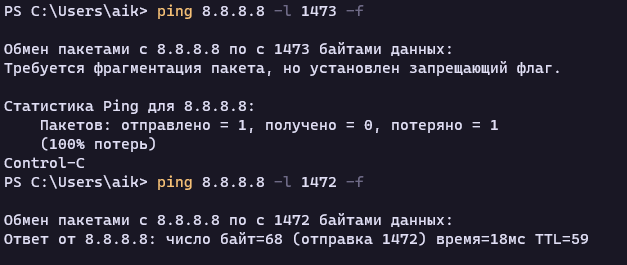 PS C:\Users\aik> ping 8.8.8.8 -l 1473 -f
Обмен пакетами с 8.8.8.8 по с 1473 байтами данных:
Требуется фрагментация пакета, но установлен запрещающий флаг.
Статистика Ping для 8.8.8.8:
Пакетов: отправлено = 1, получено = 0, потеряно = 1
(100% потерь)
Control-C
PS C:\Users\aik> ping 8.8.8.8 -l 1472 -f
Обмен пакетами с 8.8.8.8 по с 1472 байтами данных:
Ответ от 8.8.8.8: число байт=68 (отправка 1472) время=18мс TTL=59